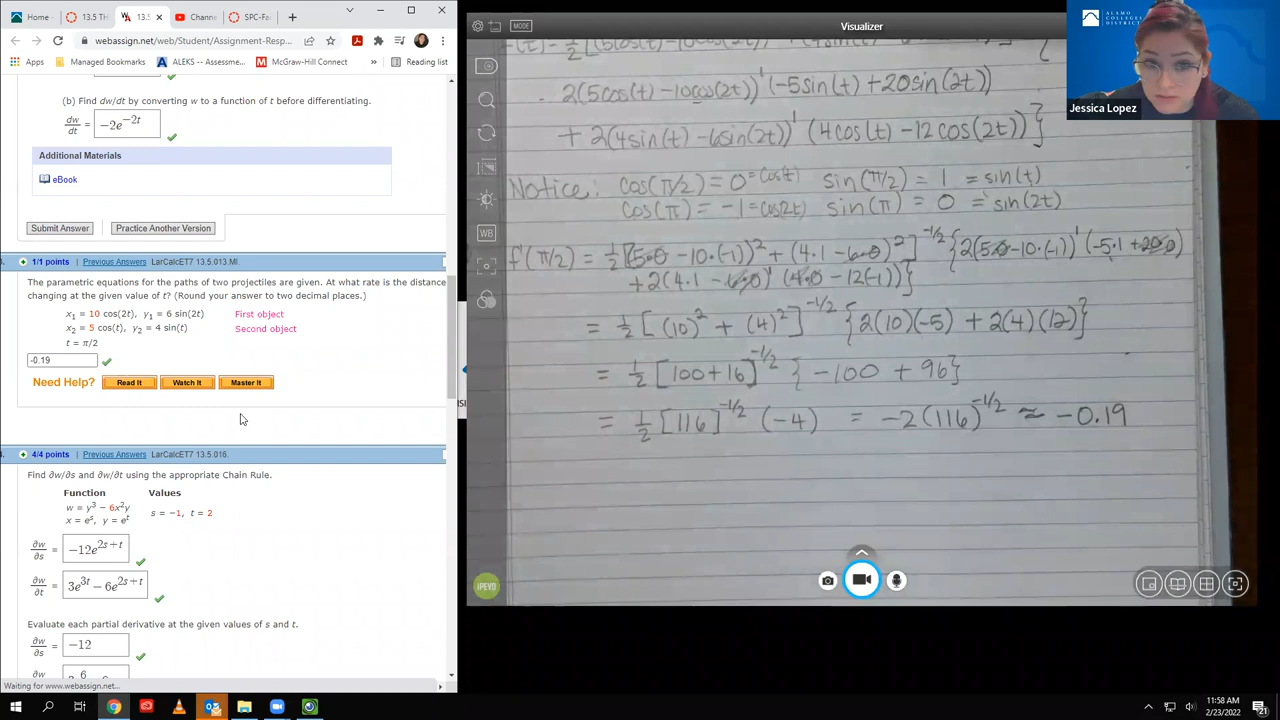 Home -
13.5 TH
13.5
Chann
SPC-Fa
webassign.net/web/Student/Assignment-Resp...
Apps
Managed Bookmarks
ALEKS -- Assessme...
McGraw-Hill Connect
»
Reading list
(b) Find dw/dt by converting w to a function of t before differentiating.
dw/dt = −2e^−2t
Additional Materials
eBook
Submit Answer
Practice Another Version
1/1 points
Previous Answers
LarCalcET7 13.5.013.MI.
The parametric equations for the paths of two projectiles are given. At what rate is the distance
changing at the given value of t? (Round your answer to two decimal places.)
x₁ = 10 cos(2t), y₁ = 6 sin(2t) First object
x₂ = 5 cos(t), y₂ = 4 sin(t) Second object
t = π/2
-0.19
Need Help? Read It Watch It Master It
4/4 points
Previous Answers
LarCalcET7 13.5.016.
Find ∂w/∂s and ∂w/∂t using the appropriate Chain Rule.
Function Values
w = y³ − 6x²y
x = eˢ, y = eᵗ
s = −1, t = 2
∂w/∂s = −12e^2s+t
∂w/∂t = 3e^3t − 6e^2s+t
Evaluate each partial derivative at the given values of s and t.
∂w/∂s = −12
∂w
Waiting for www.webassign.net...
MODE
Visualizer
WB
IPEVO
2(5cos(t) −10cos(2t))¹ (−5sin(t) +20sin(2t))
+ 2(4sin(t) −6sin(2t))¹ (4cos(t) −12cos(2t))}
Notice: cos(π/2) = 0 = cos(t) sin(π/2) = 1 = sin(t)
cos(π) = −1 = cos(2t) sin(π) = 0 = sin(2t)
f'(π/2) = ½[(5·0 −10·(−1))² + (4·1 −6·0)²]^−1/2 {2(5·0 −10·(−1))¹ (−5·1 +20·0)
+2(4·1 −6·0)¹ (4·0 −12(−1))}
= ½ [(10)² + (4)²]^−1/2 {2(10)(−5) + 2(4)(12)}
= ½ [100+16]^−1/2 {−100 + 96}
= ½ [116]^−1/2 (−4) = −2(116)^−1/2 ≈ −0.19
ALAMO
COLLEGES
DISTRICT
Jessica Lopez
11:58 AM
2/23/2022
21